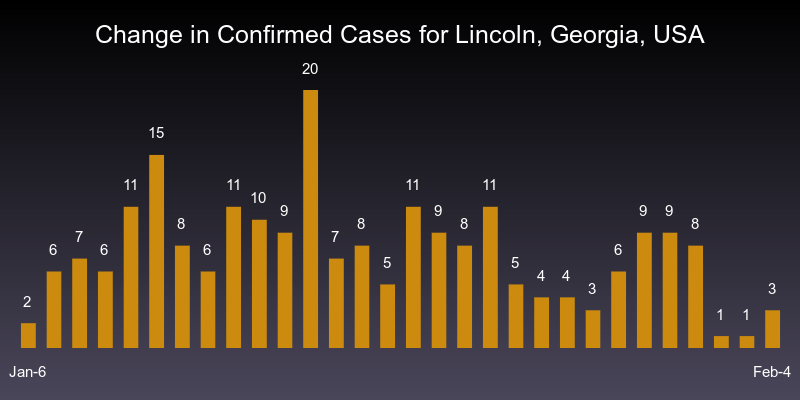 Change in Confirmed Cases for Lincoln, Georgia, USA
2 6 7 6 11 15 8 6 11 10 9 20 7 8 5 11 9 8 11 5 4 4 3 6 9 9 8 1 1 3
Jan-6 Feb-4